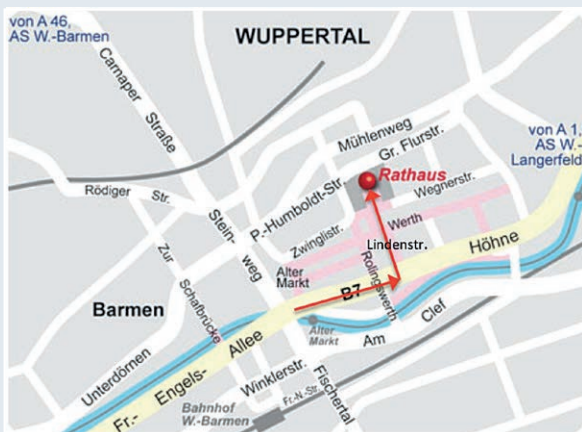 von A 46,
AS W.-Barmen
WUPPERTAL
Carnaper
Straße
Mühlenweg
Gr. Flurstr.
von A 1,
AS W.-
Langerfeld
Rathaus
Rödiger Str.
P.-Humboldt-Str.
Wegnerstr.
Stein-
weg
Zwinglistr.
Werth
Lindenstr.
Höhne
Zur
Schafbrücke
Alter
Markt
Rolingswerth
B7
Barmen
Alter
Markt
Am Clef
Unterdörnen
Fr.- Engels- Allee
Winklerstr.
Fischertal
Fr.-N-Str.
Bahnhof
W.-Barmen